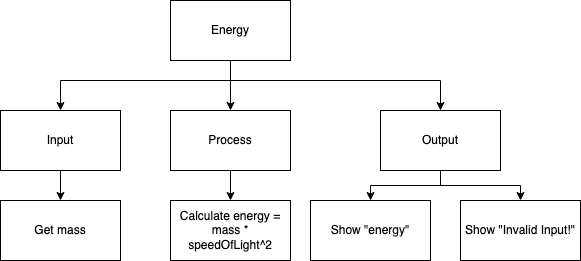 Energy
Input
Process
Output
Get mass
Calculate energy =
mass *
speedOfLight^2
Show "energy"
Show "Invalid Input!"